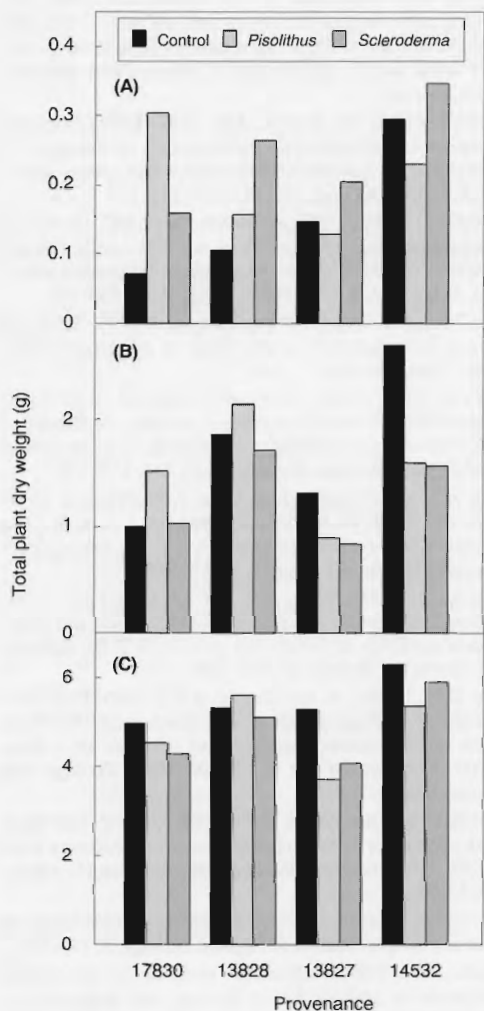 0.4
Control Pisolithus Scleroderma
(A)
0.3
0.2
0.1
0
(B)
2
1
0
(C)
6
4
2
0
Total plant dry weight (g)
17830 13828 13827 14532
Provenance